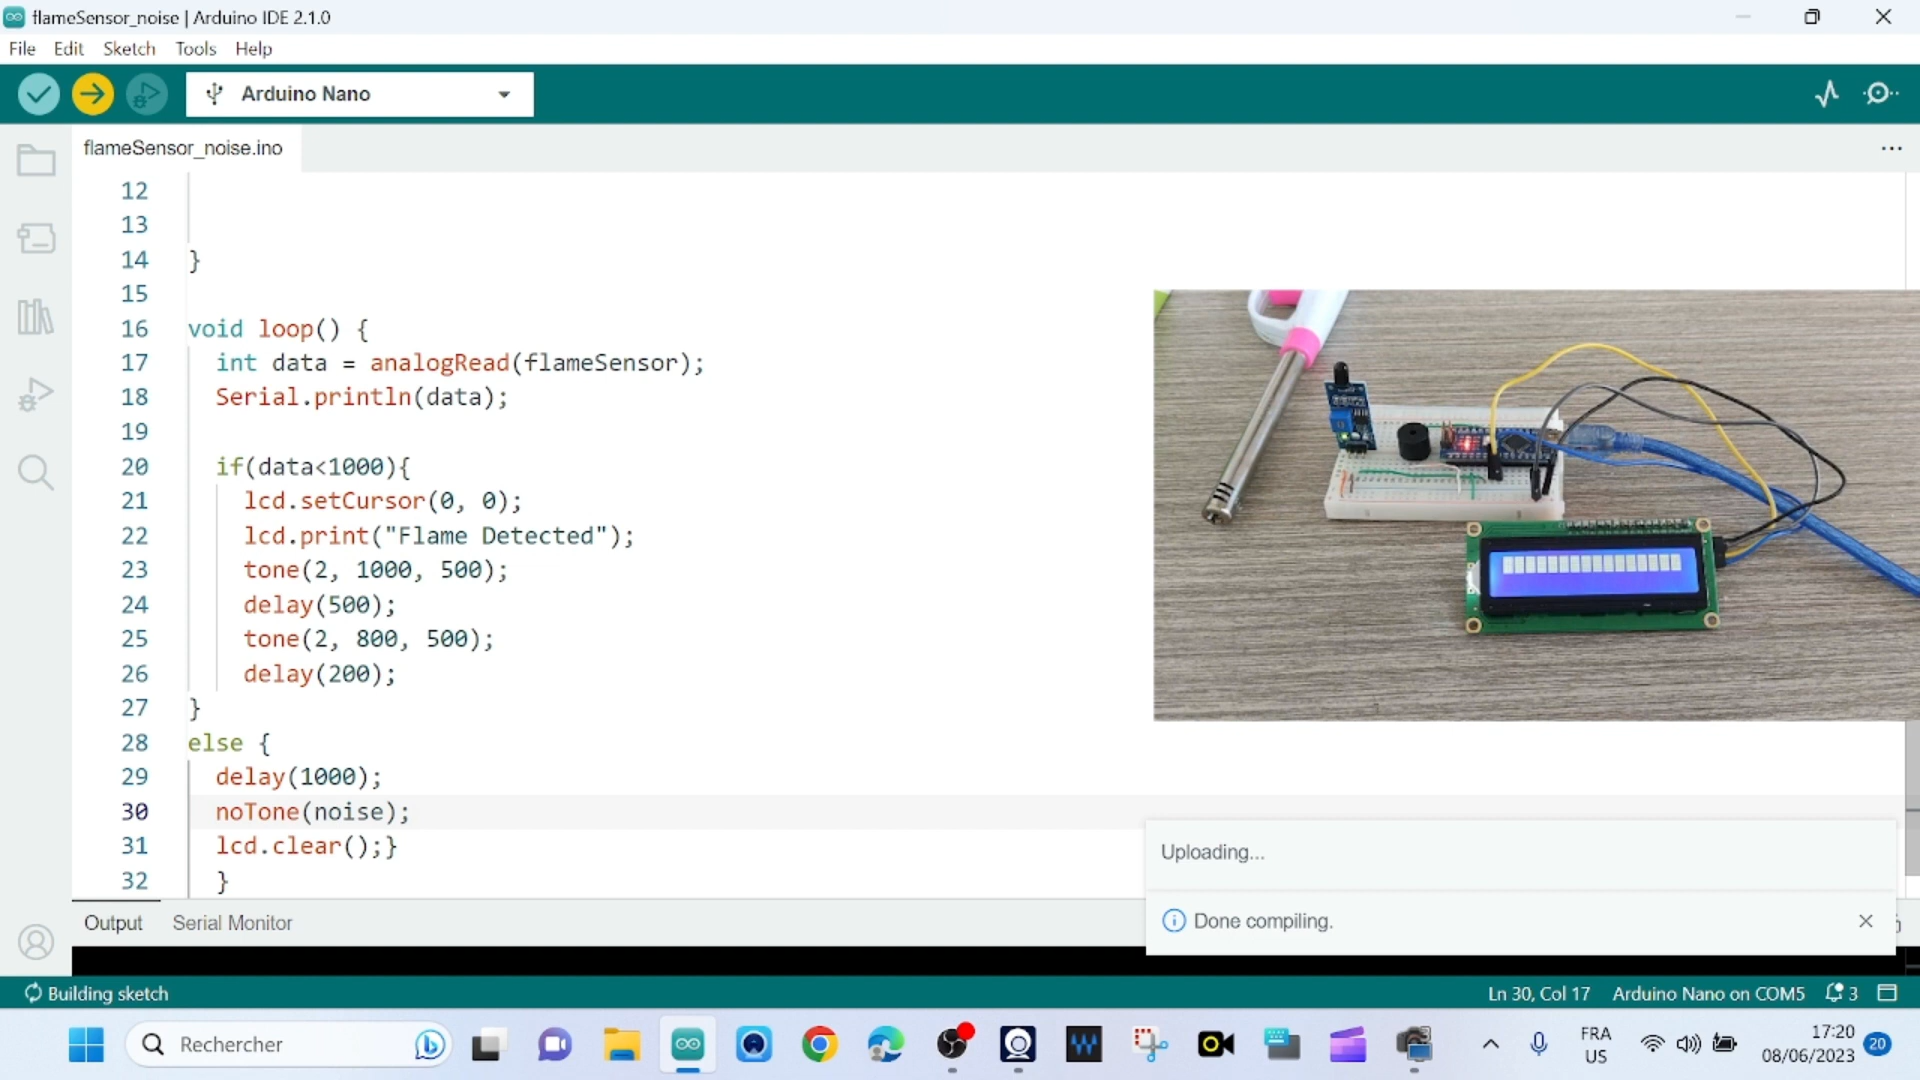 flameSensor_noise | Arduino IDE 2.1.0
File Edit Sketch Tools Help
Arduino Nano
flameSensor_noise.ino
12
13
14 }
15
16 void loop() {
17 int data = analogRead(flameSensor);
18 Serial.println(data);
19
20 if(data<1000){
21 lcd.setCursor(0, 0);
22 lcd.print("Flame Detected");
23 tone(2, 1000, 500);
24 delay(500);
25 tone(2, 800, 500);
26 delay(200);
27 }
28 else {
29 delay(1000);
30 noTone(noise);
31 lcd.clear();}
32 }
Uploading...
Done compiling.
Output Serial Monitor
Building sketch
Ln 30, Col 17 Arduino Nano on COM5 3
Rechercher
FRA
US
17:20
08/06/2023
20